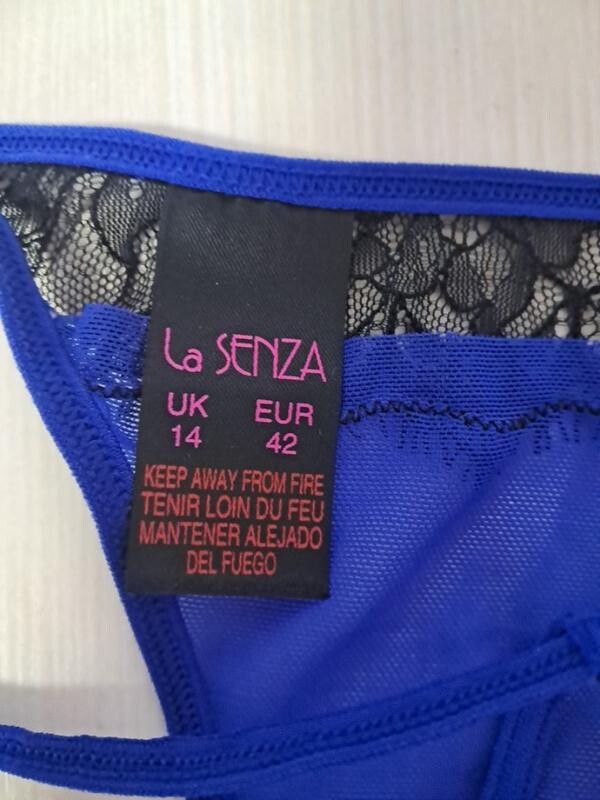 La SENZA
UK EUR
14 42
KEEP AWAY FROM FIRE
TENIR LOIN DU FEU
MANTENER ALEJADO
DEL FUEGO